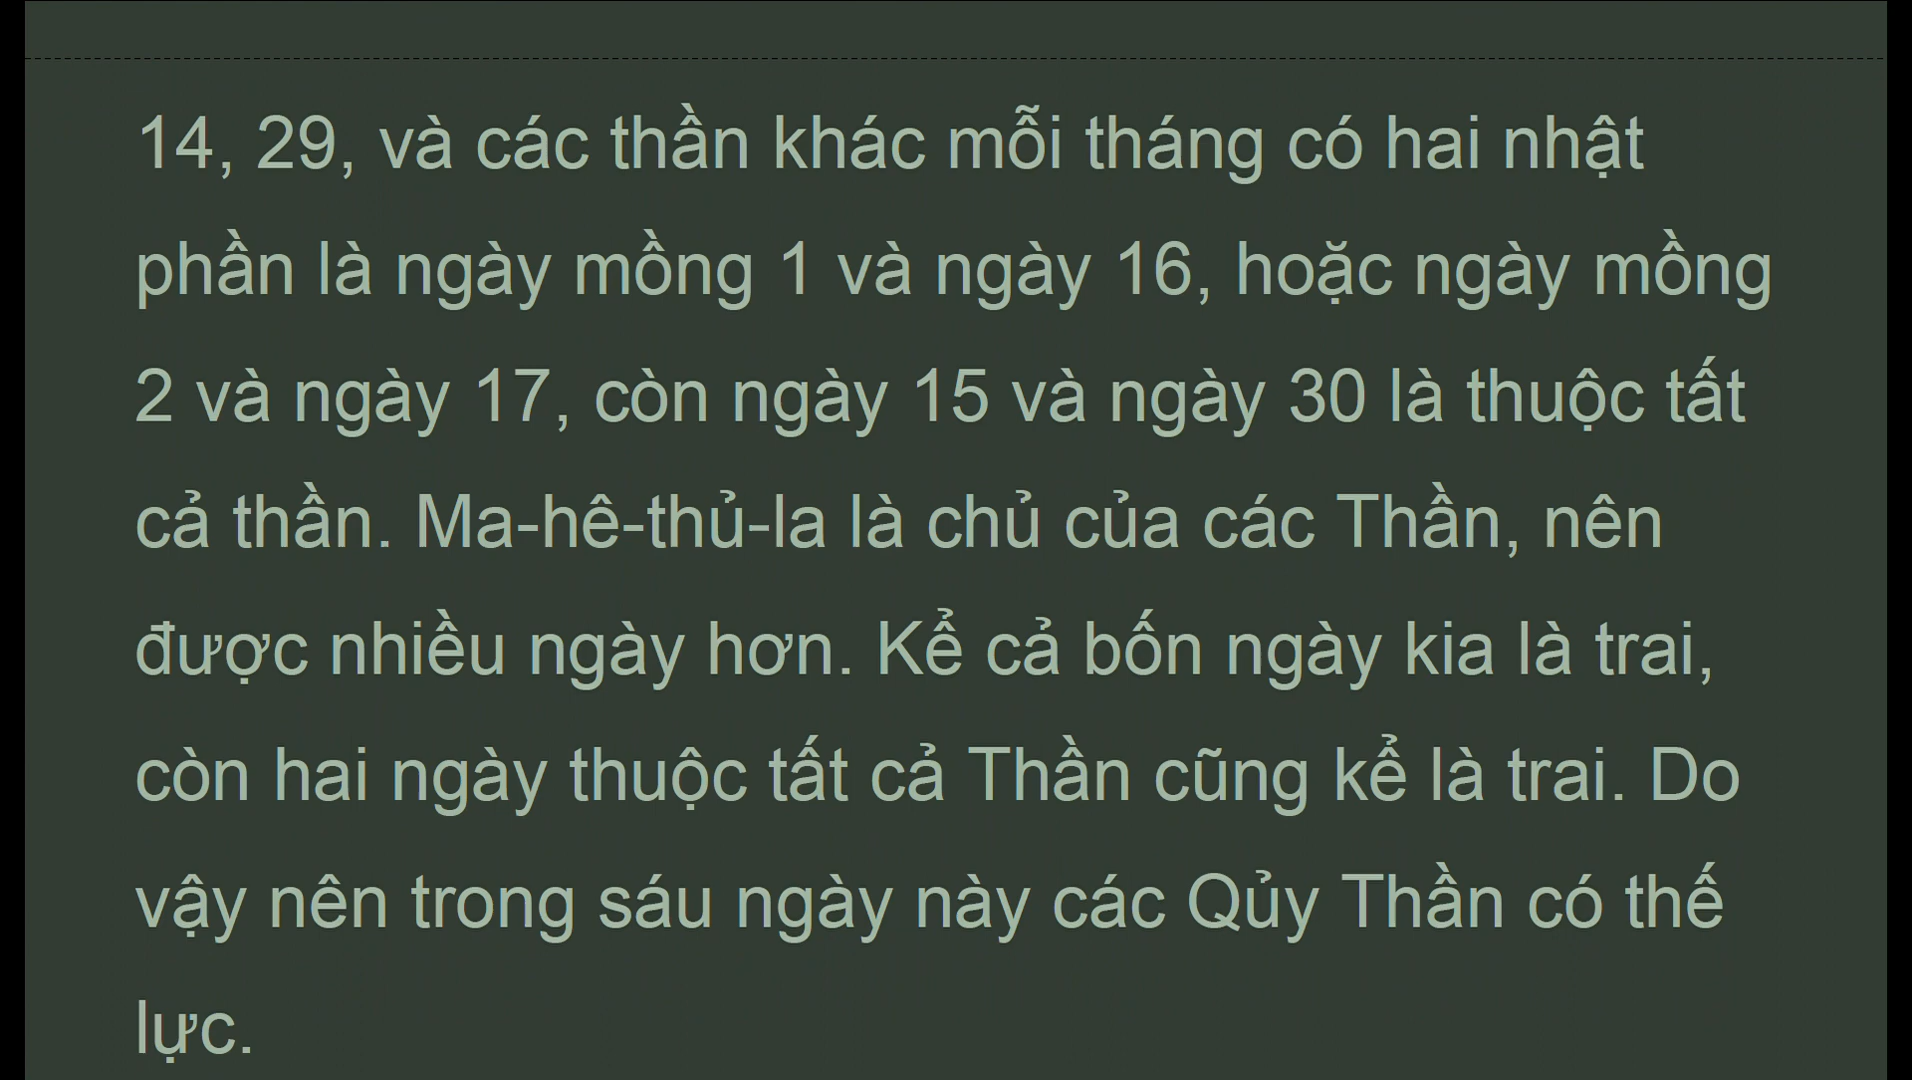 14, 29, và các thần khác mỗi tháng có hai nhật
phần là ngày mồng 1 và ngày 16, hoặc ngày mồng
2 và ngày 17, còn ngày 15 và ngày 30 là thuộc tất
cả thần. Ma-hê-thủ-la là chủ của các Thần, nên
được nhiều ngày hơn. Kể cả bốn ngày kia là trai,
còn hai ngày thuộc tất cả Thần cũng kể là trai. Do
vậy nên trong sáu ngày này các Qủy Thần có thế
lực.